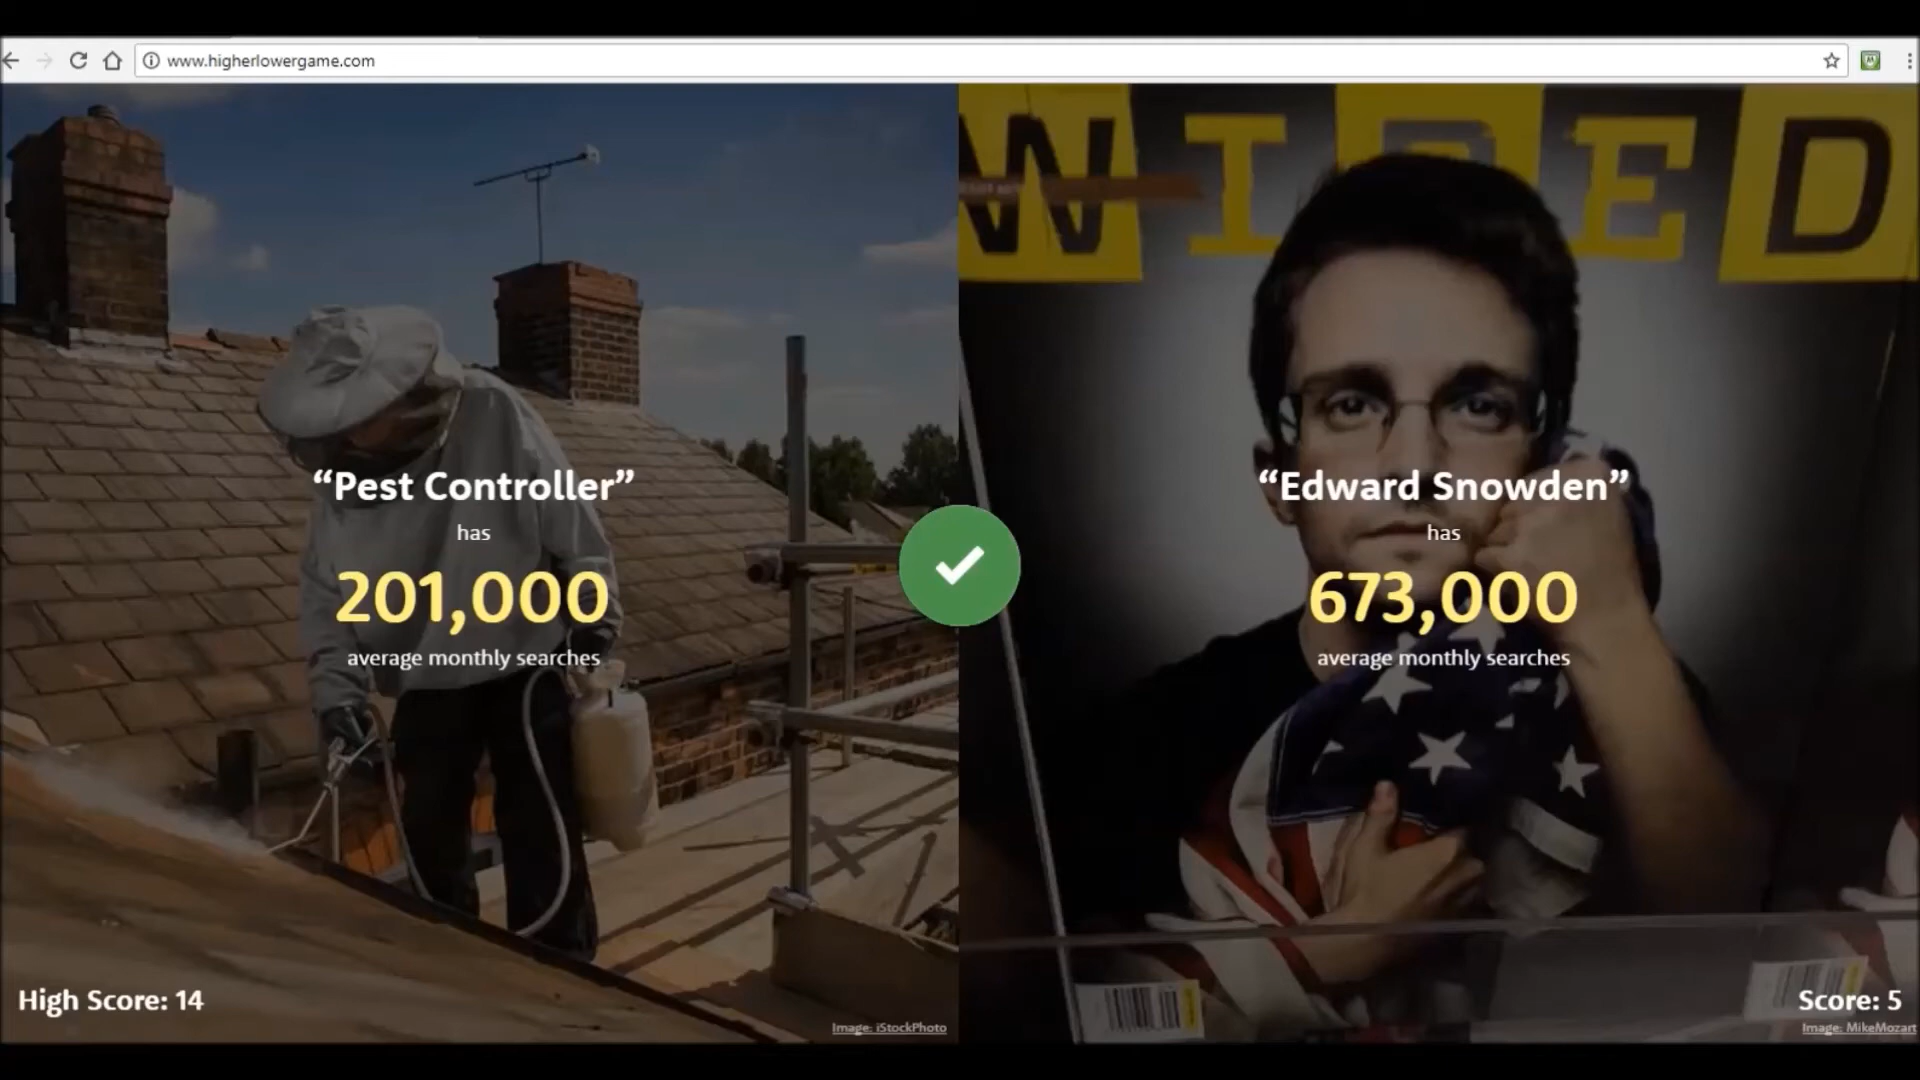 www.higherlowergame.com
WIRED
“Pest Controller”
has
201,000
average monthly searches
“Edward Snowden”
has
673,000
average monthly searches
High Score: 14
Score: 5
Image: iStockPhoto
Image: MikeMozart